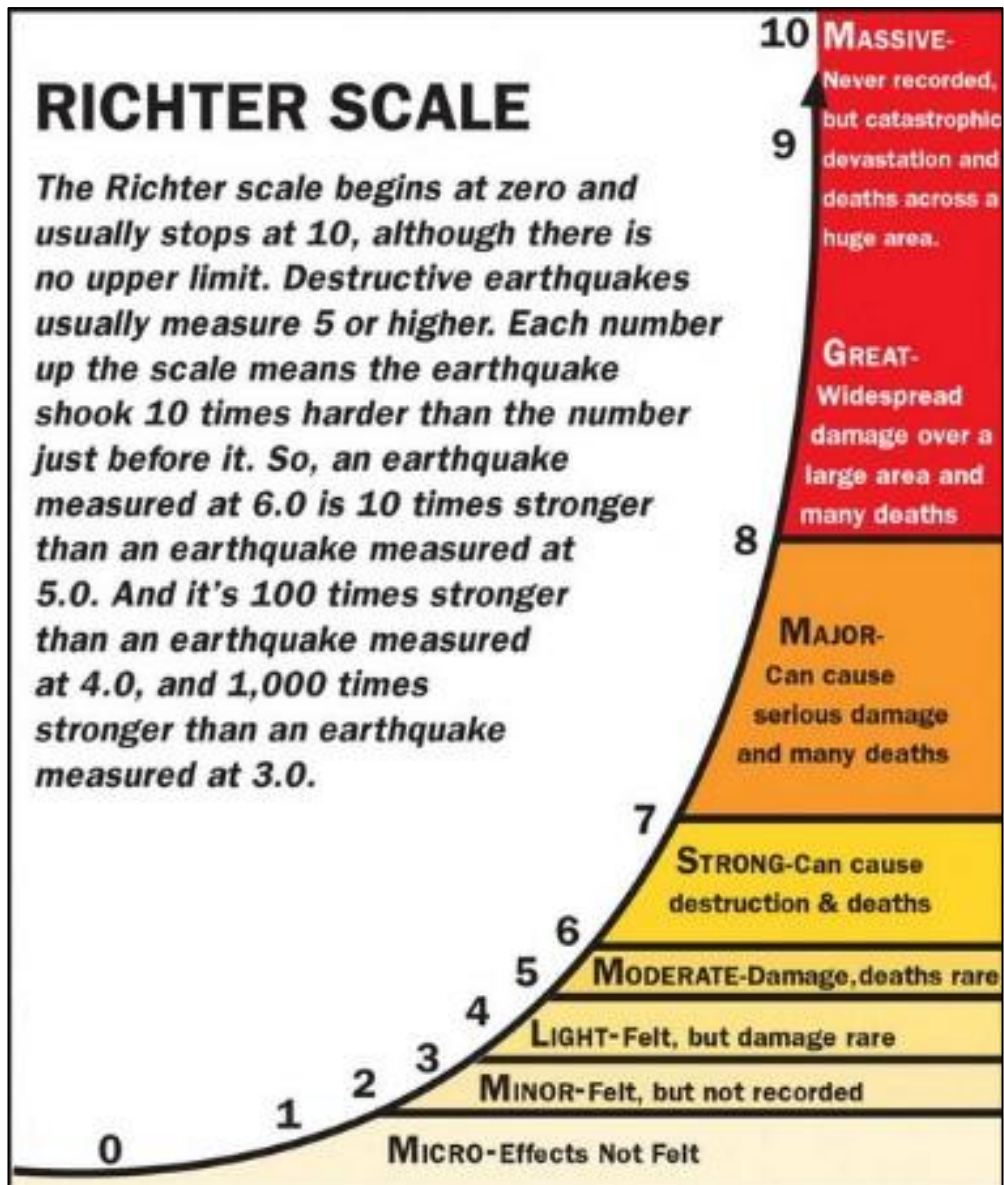 RICHTER SCALE
The Richter scale begins at zero and
usually stops at 10, although there is
no upper limit. Destructive earthquakes
usually measure 5 or higher. Each number
up the scale means the earthquake
shook 10 times harder than the number
just before it. So, an earthquake
measured at 6.0 is 10 times stronger
than an earthquake measured at
5.0. And it's 100 times stronger
than an earthquake measured
at 4.0, and 1,000 times
stronger than an earthquake
measured at 3.0.
10
MASSIVE-
Never recorded,
but catastrophic
devastation and
deaths across a
huge area.
9
GREAT-
Widespread
damage over a
large area and
many deaths
8
MAJOR-
Can cause
serious damage
and many deaths
7
STRONG-Can cause
destruction & deaths
6
MODERATE-Damage, deaths rare
5
LIGHT-Felt, but damage rare
4
3
MINOR-Felt, but not recorded
2
1
0
MICRO-Effects Not Felt